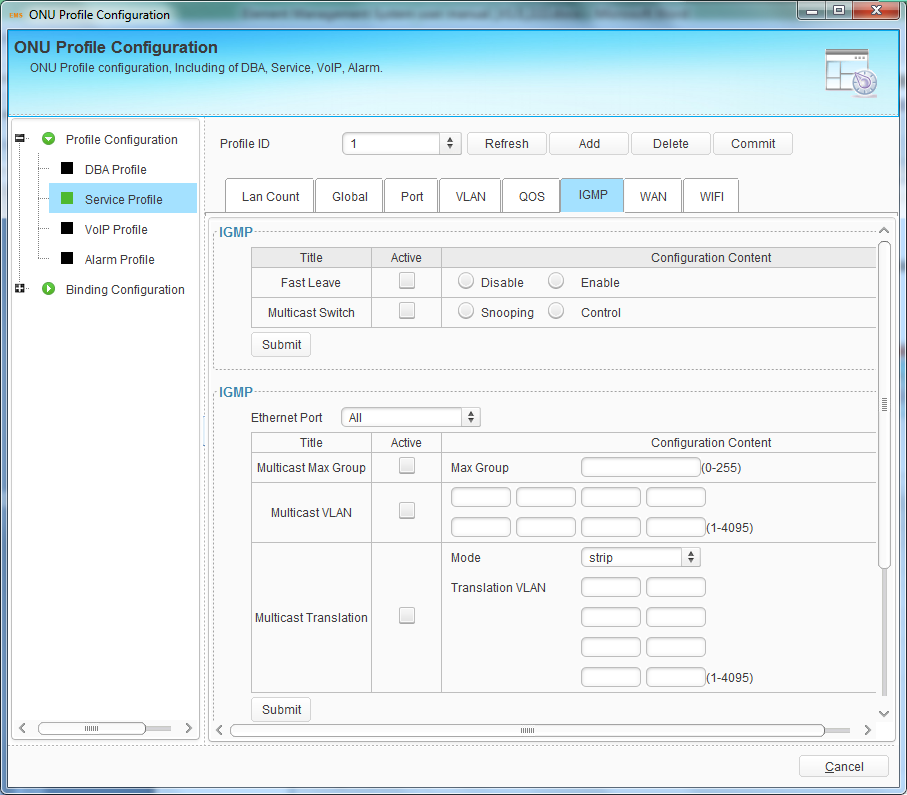 ONU Profile Configuration
ONU Profile Configuration
ONU Profile configuration, Including of DBA, Service, VoIP, Alarm.
Profile Configuration
DBA Profile
Service Profile
VoIP Profile
Alarm Profile
Binding Configuration
Profile ID 1 Refresh Add Delete Commit
Lan Count Global Port VLAN QOS IGMP WAN WIFI
IGMP
Title Active Configuration Content
Fast Leave Disable Enable
Multicast Switch Snooping Control
Submit
IGMP
Ethernet Port All
Title Active Configuration Content
Multicast Max Group Max Group (0-255)
Multicast VLAN (1-4095)
Multicast Translation Mode strip
Translation VLAN
(1-4095)
Submit
Cancel